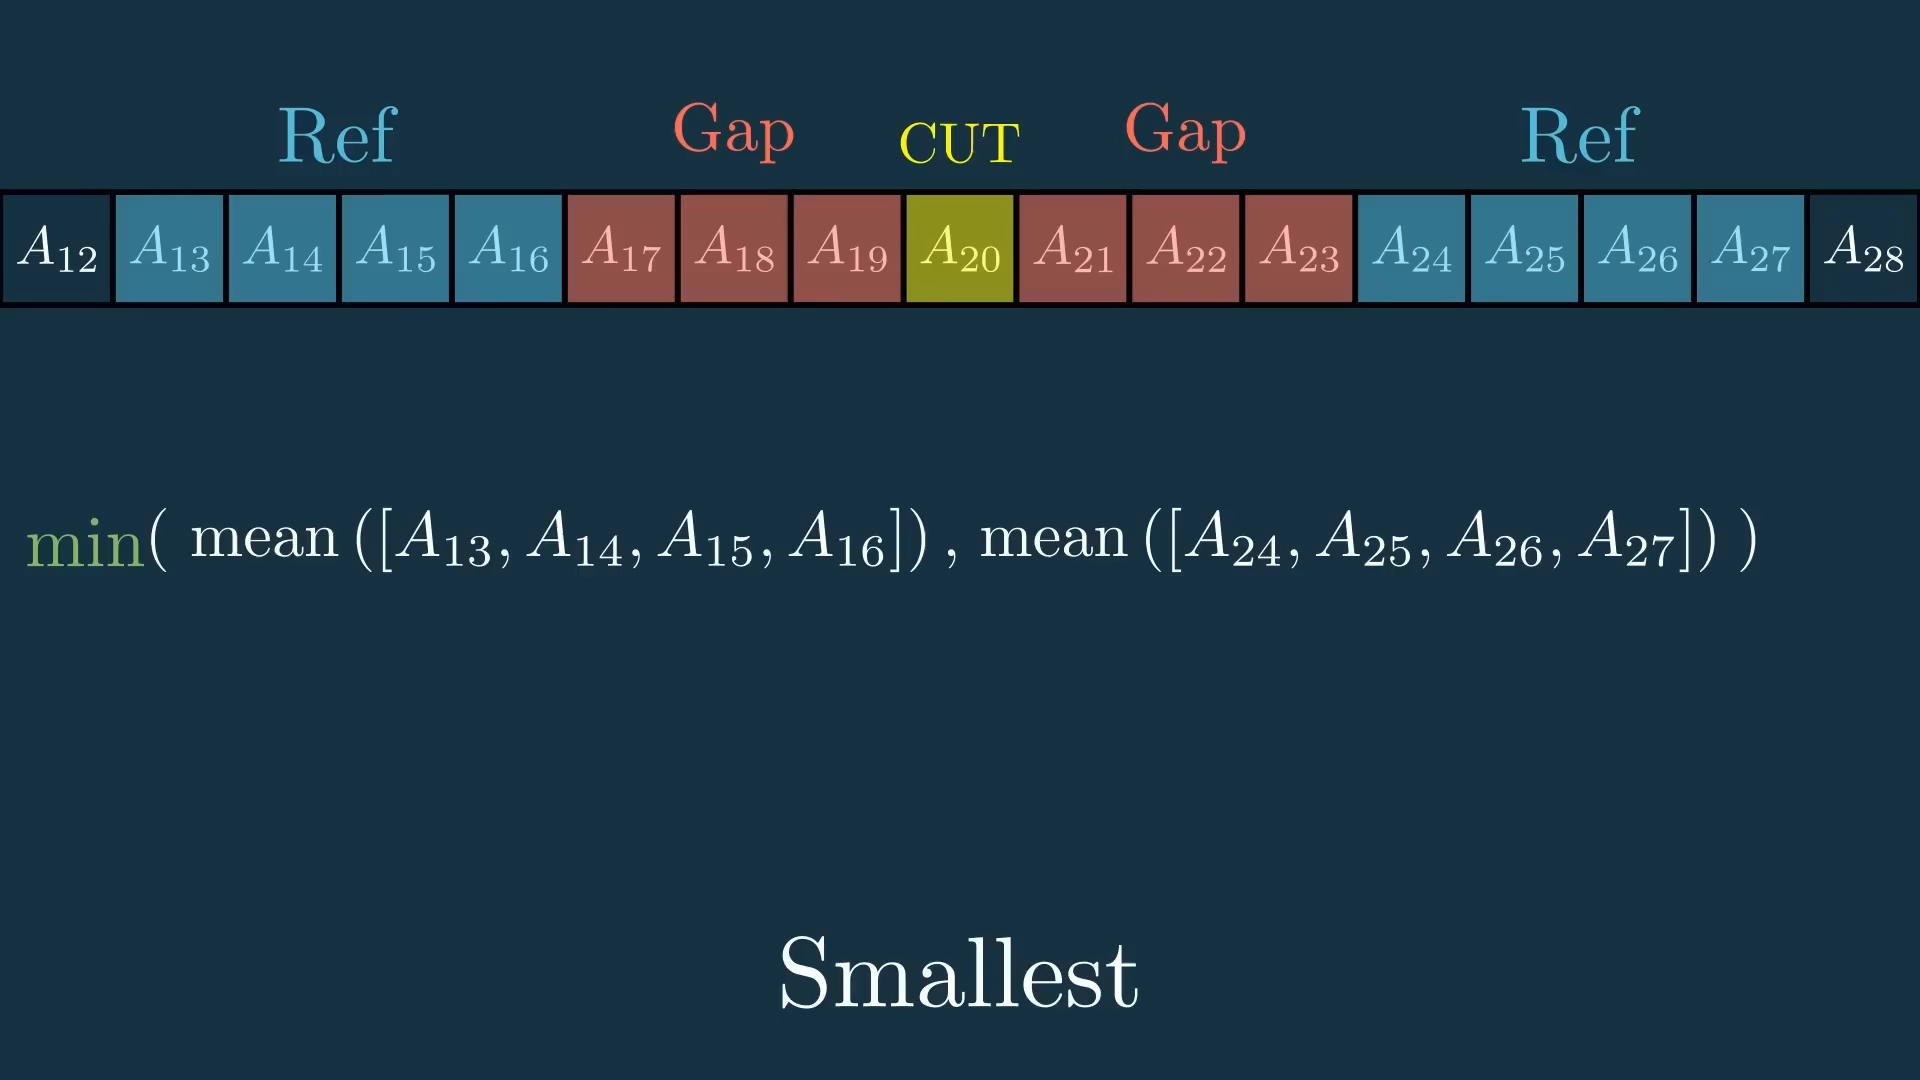 Ref Gap CUT Gap Ref
A₁₂ A₁₃ A₁₄ A₁₅ A₁₆ A₁₇ A₁₈ A₁₉ A₂₀ A₂₁ A₂₂ A₂₃ A₂₄ A₂₅ A₂₆ A₂₇ A₂₈
min( mean ([A₁₃, A₁₄, A₁₅, A₁₆]) , mean ([A₂₄, A₂₅, A₂₆, A₂₇]) )
Smallest